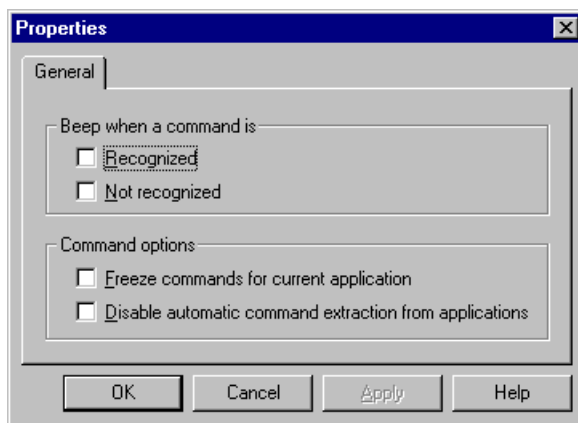 Properties
General
Beep when a command is
Recognized
Not recognized
Command options
Freeze commands for current application
Disable automatic command extraction from applications
OK Cancel Apply Help